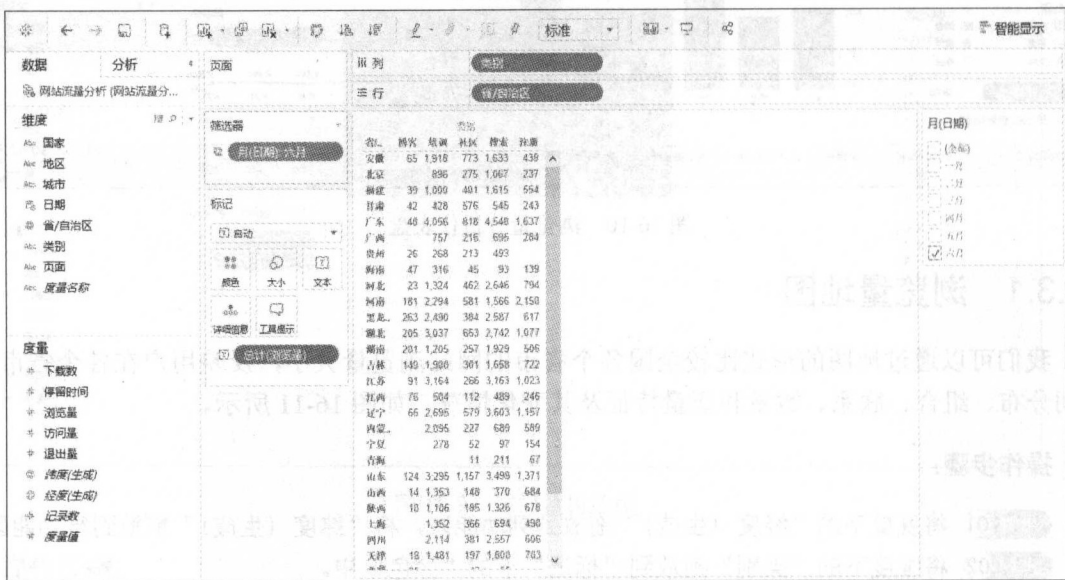 标准
智能显示
数据 分析
页面
列 类别
网站流量分析 (网站流量分...
行 省/自治区
维度
Abc 国家
Abc 地区
Abc 城市
日期
省/自治区
Abc 类别
Abc 页面
Abc 度量名称
度量
下载数
停留时间
浏览量
访问量
退出量
纬度(生成)
经度(生成)
记录数
度量值
筛选器
月(日期): 六月
标记
自动
颜色 大小 文本
详细信息 工具提示
总计(浏览量)
类别
省/.. 博客 培训 社区 搜索 注册
安徽 65 1,918 773 1,633 439
北京 896 275 1,067 237
福建 39 1,000 401 1,615 564
甘肃 42 428 576 545 243
广东 48 4,056 818 4,548 1,637
广西 757 216 695 284
贵州 26 268 213 493
海南 47 316 45 93 139
河北 23 1,324 462 2,646 794
河南 181 2,294 581 1,566 2,150
黑龙.. 263 2,490 384 2,587 617
湖北 205 3,037 653 2,742 1,077
湖南 201 1,205 257 1,929 506
吉林 149 1,900 301 1,658 722
江苏 91 3,164 266 3,163 1,023
江西 76 504 112 489 246
辽宁 66 2,695 579 3,603 1,157
内蒙.. 2,095 227 689 589
宁夏 278 52 97 154
青海 11 211 67
山东 124 3,295 1,157 3,498 1,371
山西 14 1,353 148 370 684
陕西 18 1,106 195 1,326 678
上海 1,352 366 694 490
四川 2,114 381 2,557 606
天津 18 1,481 197 1,800 703
月(日期)
(全部)
一月
二月
三月
四月
五月
六月